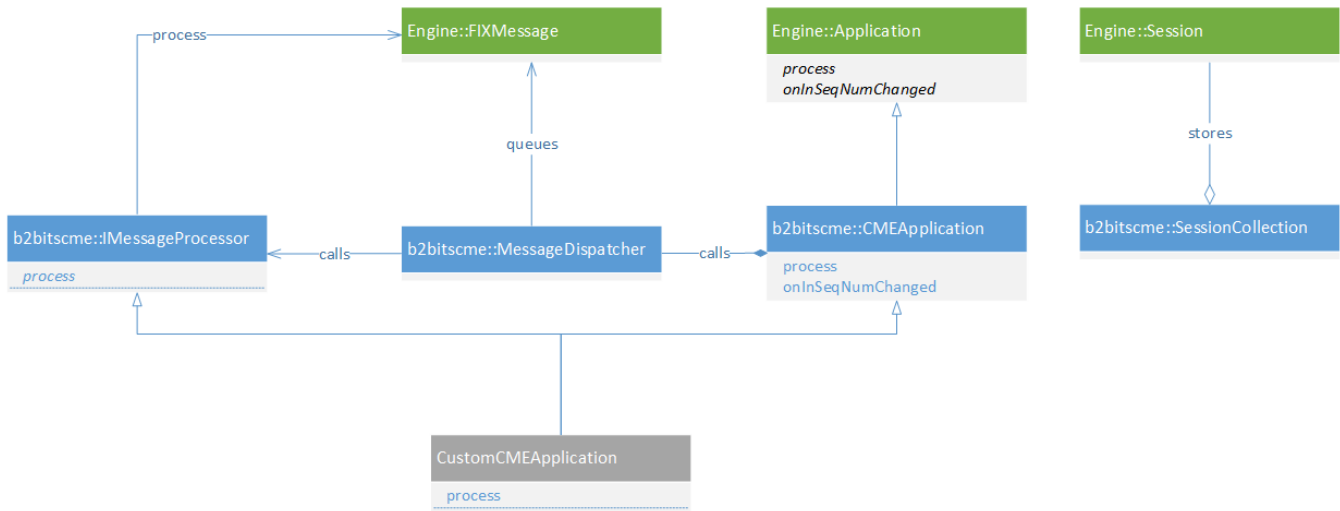 process
Engine::FIXMessage
Engine::Application
process
onInSeqNumChanged
Engine::Session
queues
stores
b2bitscme::IMessageProcessor
process
calls
b2bitscme::MessageDispatcher
calls
b2bitscme::CMEApplication
process
onInSeqNumChanged
b2bitscme::SessionCollection
CustomCMEApplication
process